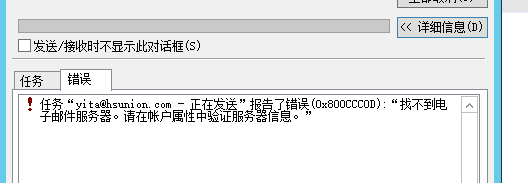 << 详细信息(D)
发送/接收时不显示此对话框(S)
任务
错误
任务“yita@hsunion.com - 正在发送”报告了错误(0x800CCC0D):“找不到电
子邮件服务器。请在帐户属性中验证服务器信息。”